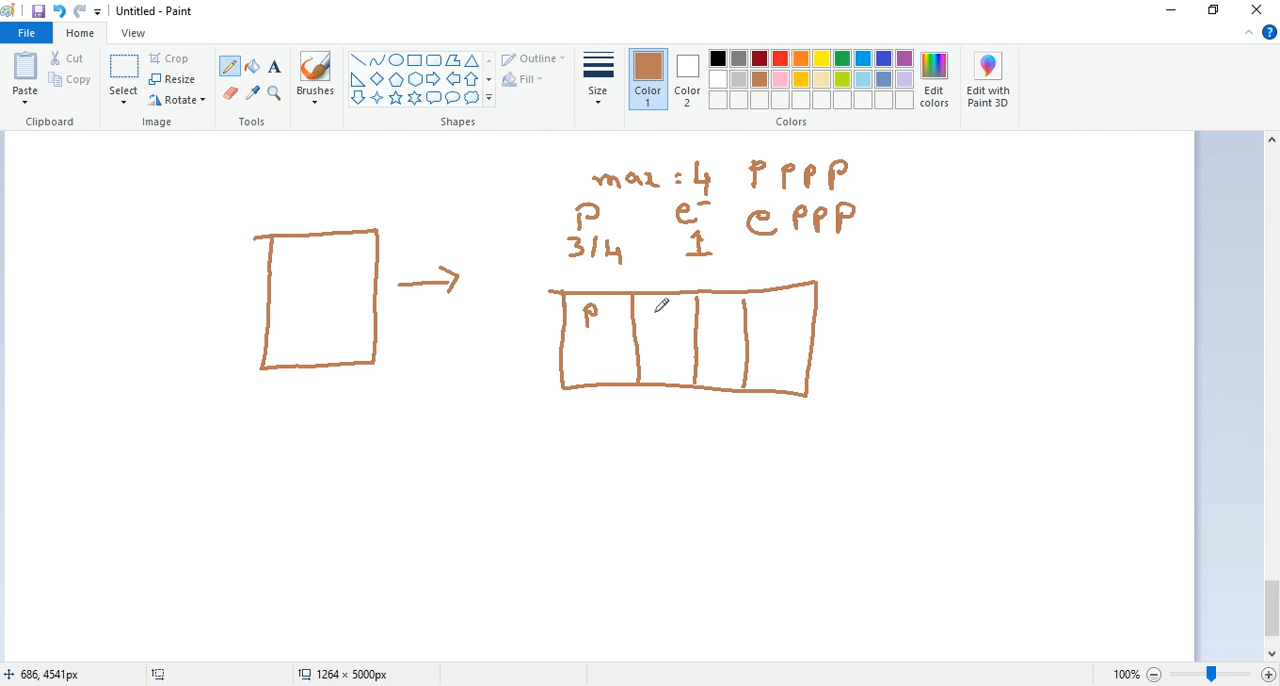 Untitled - Paint
File Home View
Paste Cut Copy Select Crop Resize Rotate Brushes Outline Fill Size Color 1 Color 2 Edit colors Edit with Paint 3D
Clipboard Image Tools Shapes Colors
max : 4 P P P P
P e⁻ e P P P
3/4 1
P
686, 4541px 1264 × 5000px 100%